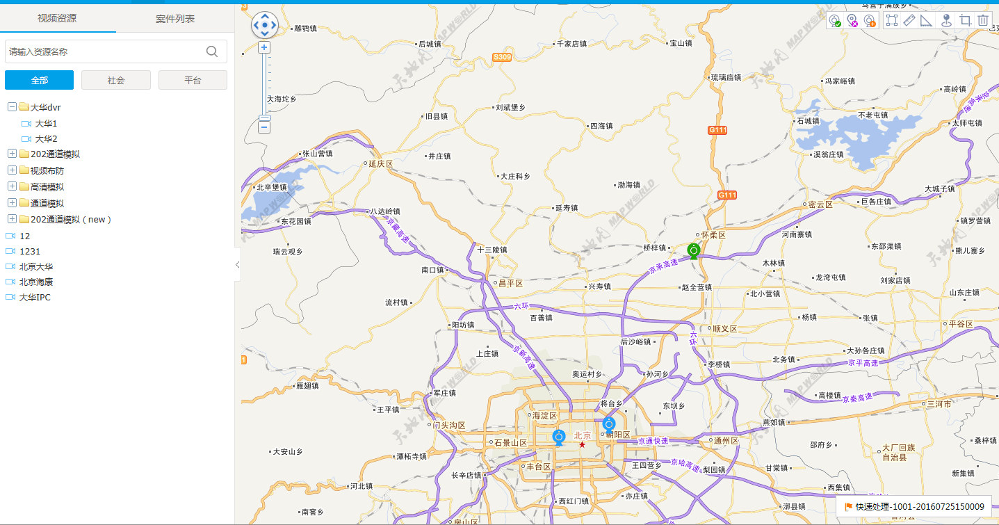 视频资源
案件列表
请输入资源名称
全部
社会
平台
大华dvr
大华1
大华2
202通道模拟
视频布防
高清模拟
通道模拟
202通道模拟（new）
12
1231
北京大华
北京海康
大华IPC
雕鹗镇
后城镇
千家店镇
宝山镇
S309
琉璃庙镇
冯家峪镇
高岭镇
京承高速
大海坨乡
刘斌堡乡
旧县镇
四海镇
石城镇
不老屯镇
太师屯镇
G111
张山营镇
井庄镇
延庆区
溪翁庄镇
大庄科乡
渤海镇
北辛堡镇
大城子镇
G111
密云区
巨各庄镇
延寿镇
八达岭镇
东花园镇
京藏高速
镇罗营镇
怀柔区
河南寨镇
瑞云观乡
十三陵镇
桥梓镇
东邵渠镇
熊儿寨乡
京承高速
木林镇
南口镇
龙湾屯镇
刘家店镇
昌平区
兴寿镇
赵全营镇
北小营镇
山东庄镇
流村镇
六环
百善镇
杨镇
张镇
阳坊镇
平谷区
顺义区
六环
后沙峪镇
上庄镇
京新高速
大孙各庄镇
北务镇
京平高速
李桥镇
奥运村乡
孙河乡
雁翅镇
军庄镇
高楼镇
京秦高速
将台乡
东坝乡
三河市
王平镇
海淀区
门头沟区
燕郊镇
北京
朝阳区
石景山区
京通快速
通州区
邵府乡
桑梓镇
大安山乡
潭柘寺镇
大厂回族
自治县
丰台区
王四营乡
京哈高速
梨园镇
甘棠镇
长辛店镇
新集镇
河北镇
西集镇
亦庄镇
西红门镇
漷县镇
南窖乡
房山区
快速处理-1001-20160725150009
天地图
MAPWORLD